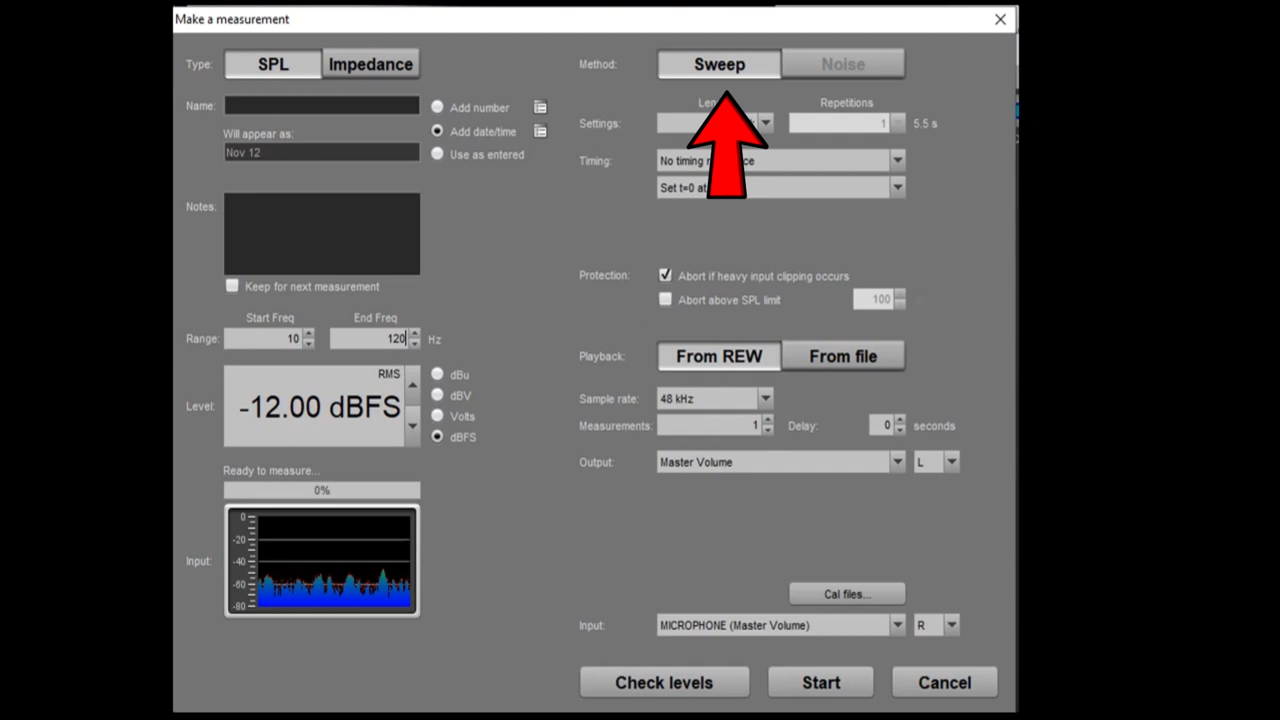 Make a measurement
Type: SPL Impedance
Name:
Add number
Add date/time
Use as entered
Will appear as:
Nov 12
Notes:
Keep for next measurement
Start Freq End Freq
Range: 10 120 Hz
Level: RMS
-12.00 dBFS
dBu
dBV
Volts
dBFS
Ready to measure...
0%
Input:
0
-20
-40
-60
-80
Method: Sweep Noise
Repetitions
Settings: 1 5.5 s
Timing: No timing
Set t=0 at
Protection: Abort if heavy input clipping occurs
Abort above SPL limit 100
Playback: From REW From file
Sample rate: 48 kHz
Measurements: 1 Delay: 0 seconds
Output: Master Volume L
Cal files...
Input: MICROPHONE (Master Volume) R
Check levels Start Cancel